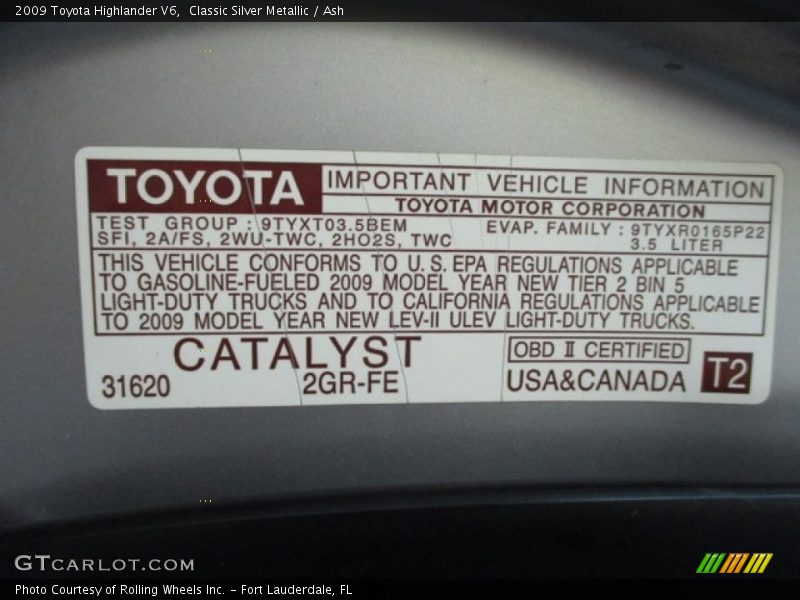 2009 Toyota Highlander V6,  Classic Silver Metallic / Ash
TOYOTA
IMPORTANT VEHICLE INFORMATION
TOYOTA MOTOR CORPORATION
TEST GROUP : 9TYXT03.5BEM EVAP. FAMILY : 9TYXR0165P22
SFI, 2A/FS, 2WU-TWC, 2HO2S, TWC 3.5 LITER
THIS VEHICLE CONFORMS TO U.S. EPA REGULATIONS APPLICABLE
TO GASOLINE-FUELED 2009 MODEL YEAR NEW TIER 2 BIN 5
LIGHT-DUTY TRUCKS AND TO CALIFORNIA REGULATIONS APPLICABLE
TO 2009 MODEL YEAR NEW LEV-II ULEV LIGHT-DUTY TRUCKS.
CATALYST OBD II CERTIFIED
31620 2GR-FE USA&CANADA T2
GTCARLOT.COM
Photo Courtesy of Rolling Wheels Inc. – Fort Lauderdale, FL